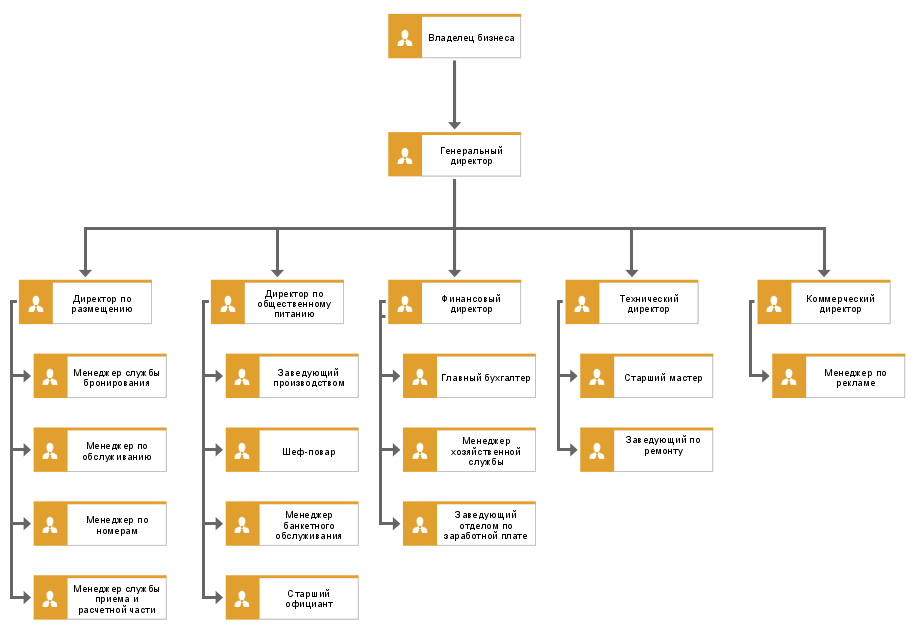 Владелец бизнеса
Генеральный
директор
Директор по
размещению
Директор по
общественному
питанию
Финансовый
директор
Технический
директор
Коммерческий
директор
Менеджер службы
бронирования
Заведующий
производством
Главный бухгалтер
Старший мастер
Менеджер по
рекламе
Менеджер по
обслуживанию
Шеф-повар
Менеджер
хозяйственной
службы
Заведующий по
ремонту
Менеджер по
номерам
Менеджер
банкетного
обслуживания
Заведующий
отделом по
заработной плате
Менеджер службы
приема и
расчетной части
Старший
официант